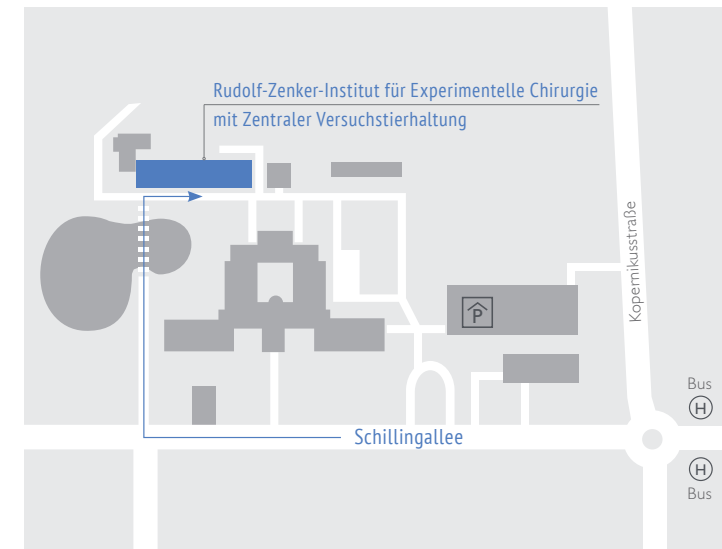 Rudolf-Zenker-Institut für Experimentelle Chirurgie
mit Zentraler Versuchstierhaltung
Kopernikusstraße
P
Bus
H
Schillingallee
H
Bus